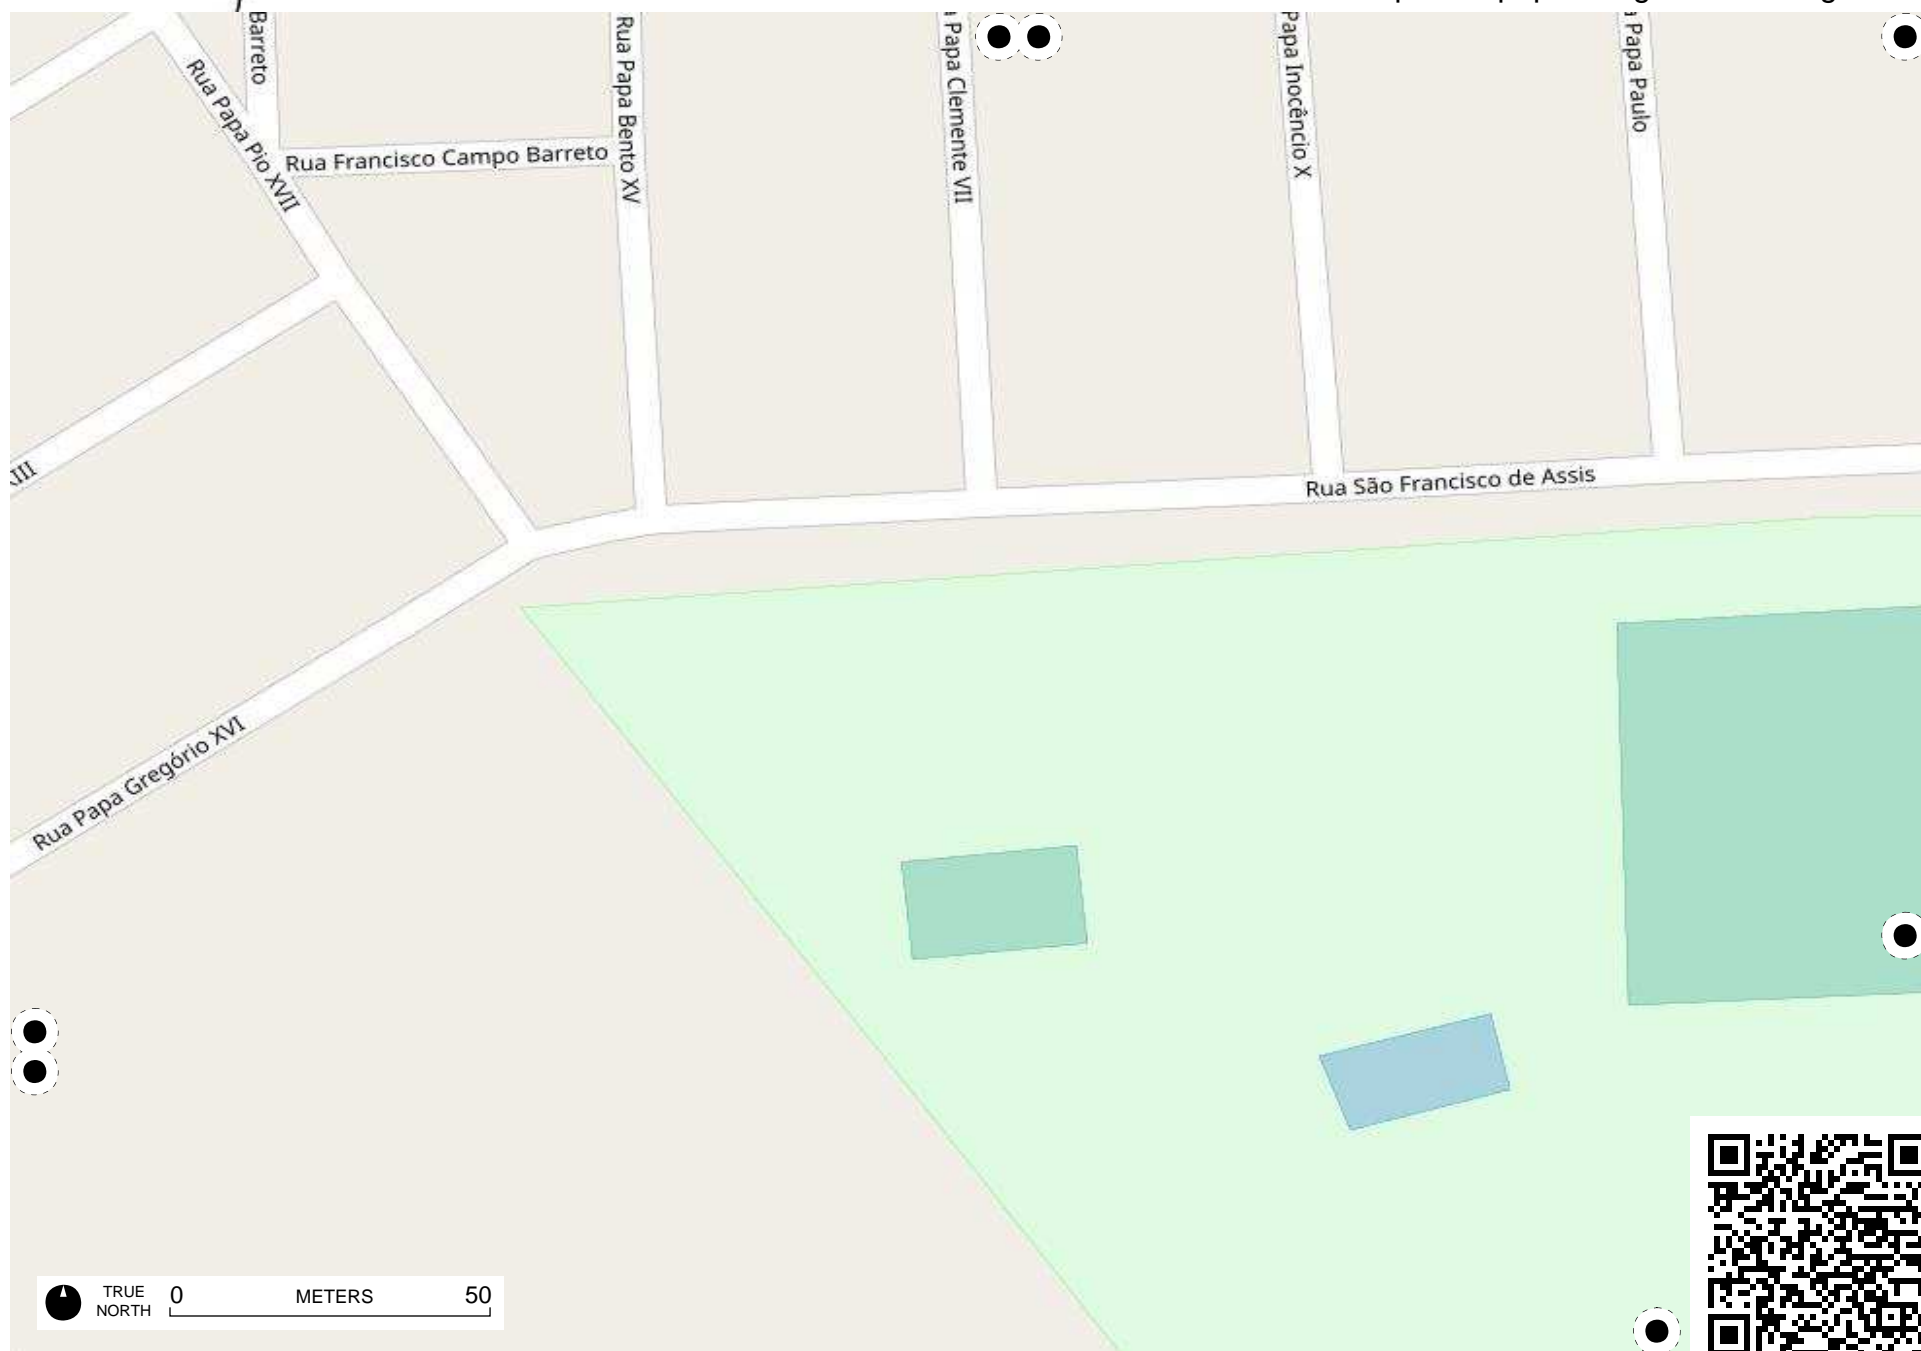 Barreto
Rua Papa Bento XV
Papa Clemente VII
Papa Inocêncio X
Papa Paulo
Rua Papa Pio XVII
Rua Francisco Campo Barreto
III
Rua São Francisco de Assis
Rua Papa Gregório XVI
TRUE NORTH
0 METERS 50